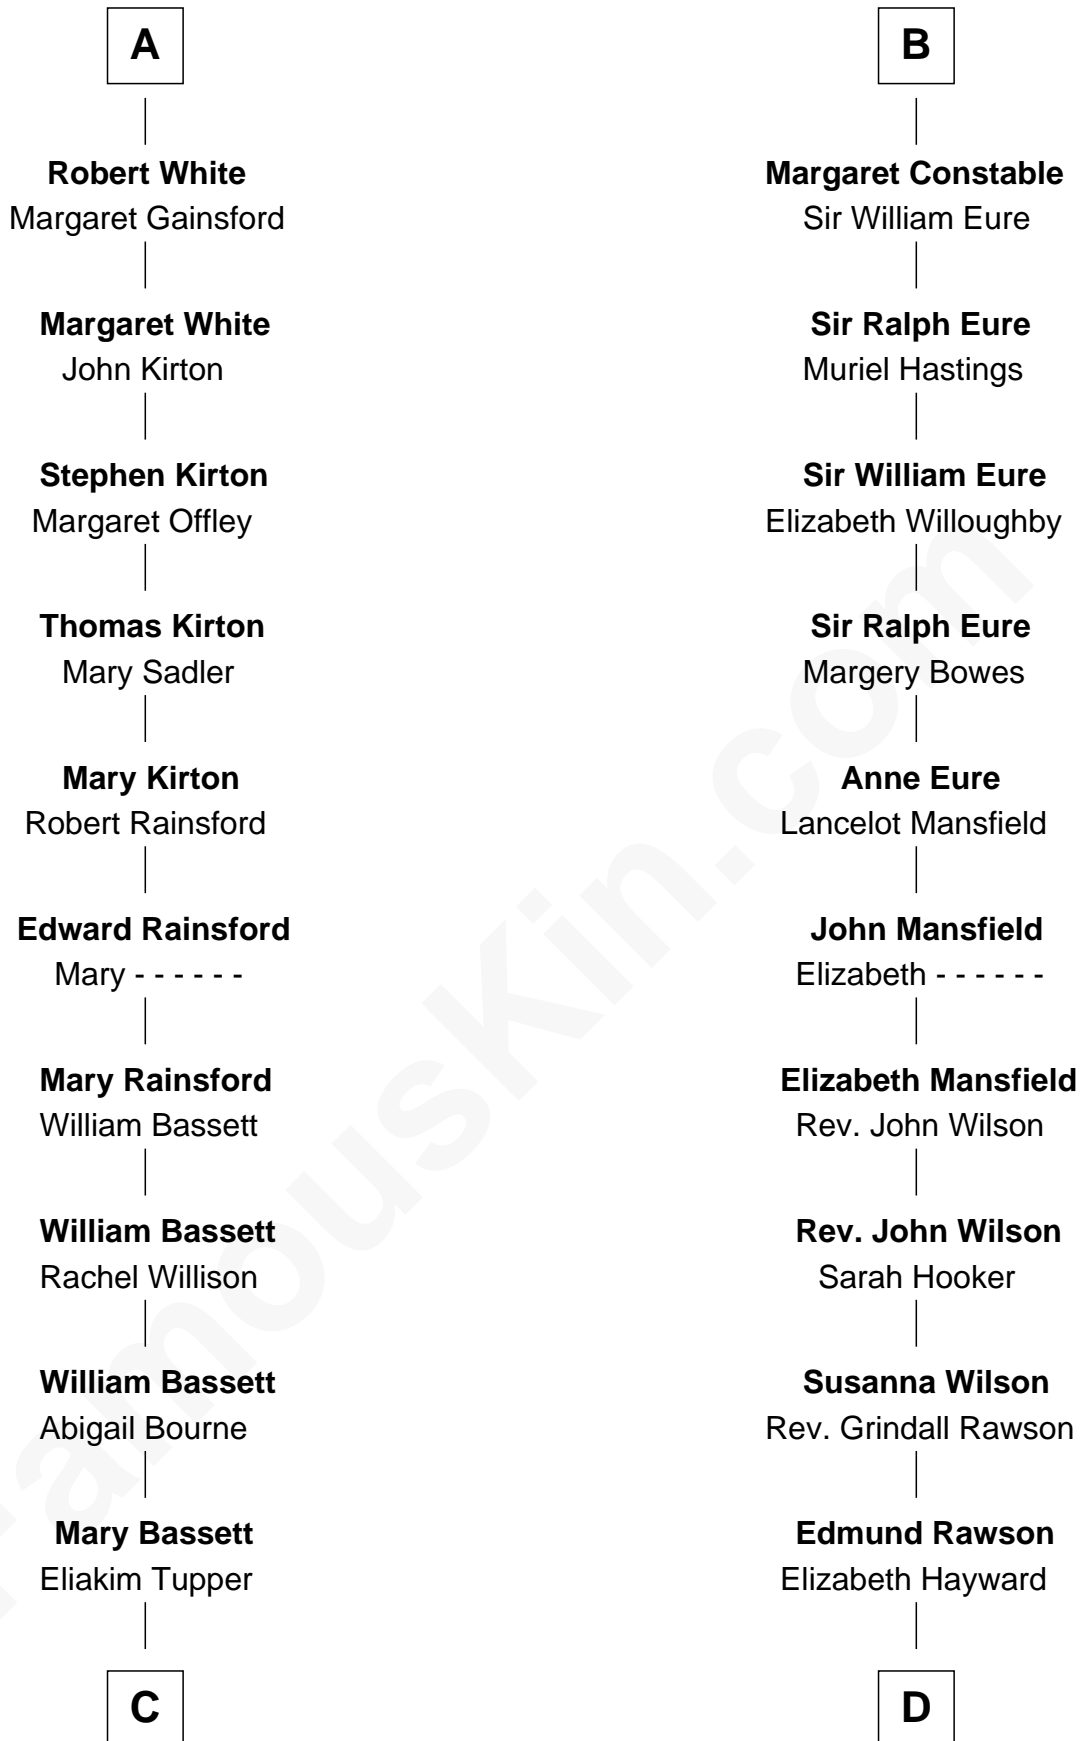 A
Robert White
Margaret Gainsford
Margaret White
John Kirton
Stephen Kirton
Margaret Offley
Thomas Kirton
Mary Sadler
Mary Kirton
Robert Rainsford
Edward Rainsford
Mary - - - - - -
Mary Rainsford
William Bassett
William Bassett
Rachel Willison
William Bassett
Abigail Bourne
Mary Bassett
Eliakim Tupper
C
B
Margaret Constable
Sir William Eure
Sir Ralph Eure
Muriel Hastings
Sir William Eure
Elizabeth Willoughby
Sir Ralph Eure
Margery Bowes
Anne Eure
Lancelot Mansfield
John Mansfield
Elizabeth - - - - - -
Elizabeth Mansfield
Rev. John Wilson
Rev. John Wilson
Sarah Hooker
Susanna Wilson
Rev. Grindall Rawson
Edmund Rawson
Elizabeth Hayward
D
FamousKin.com